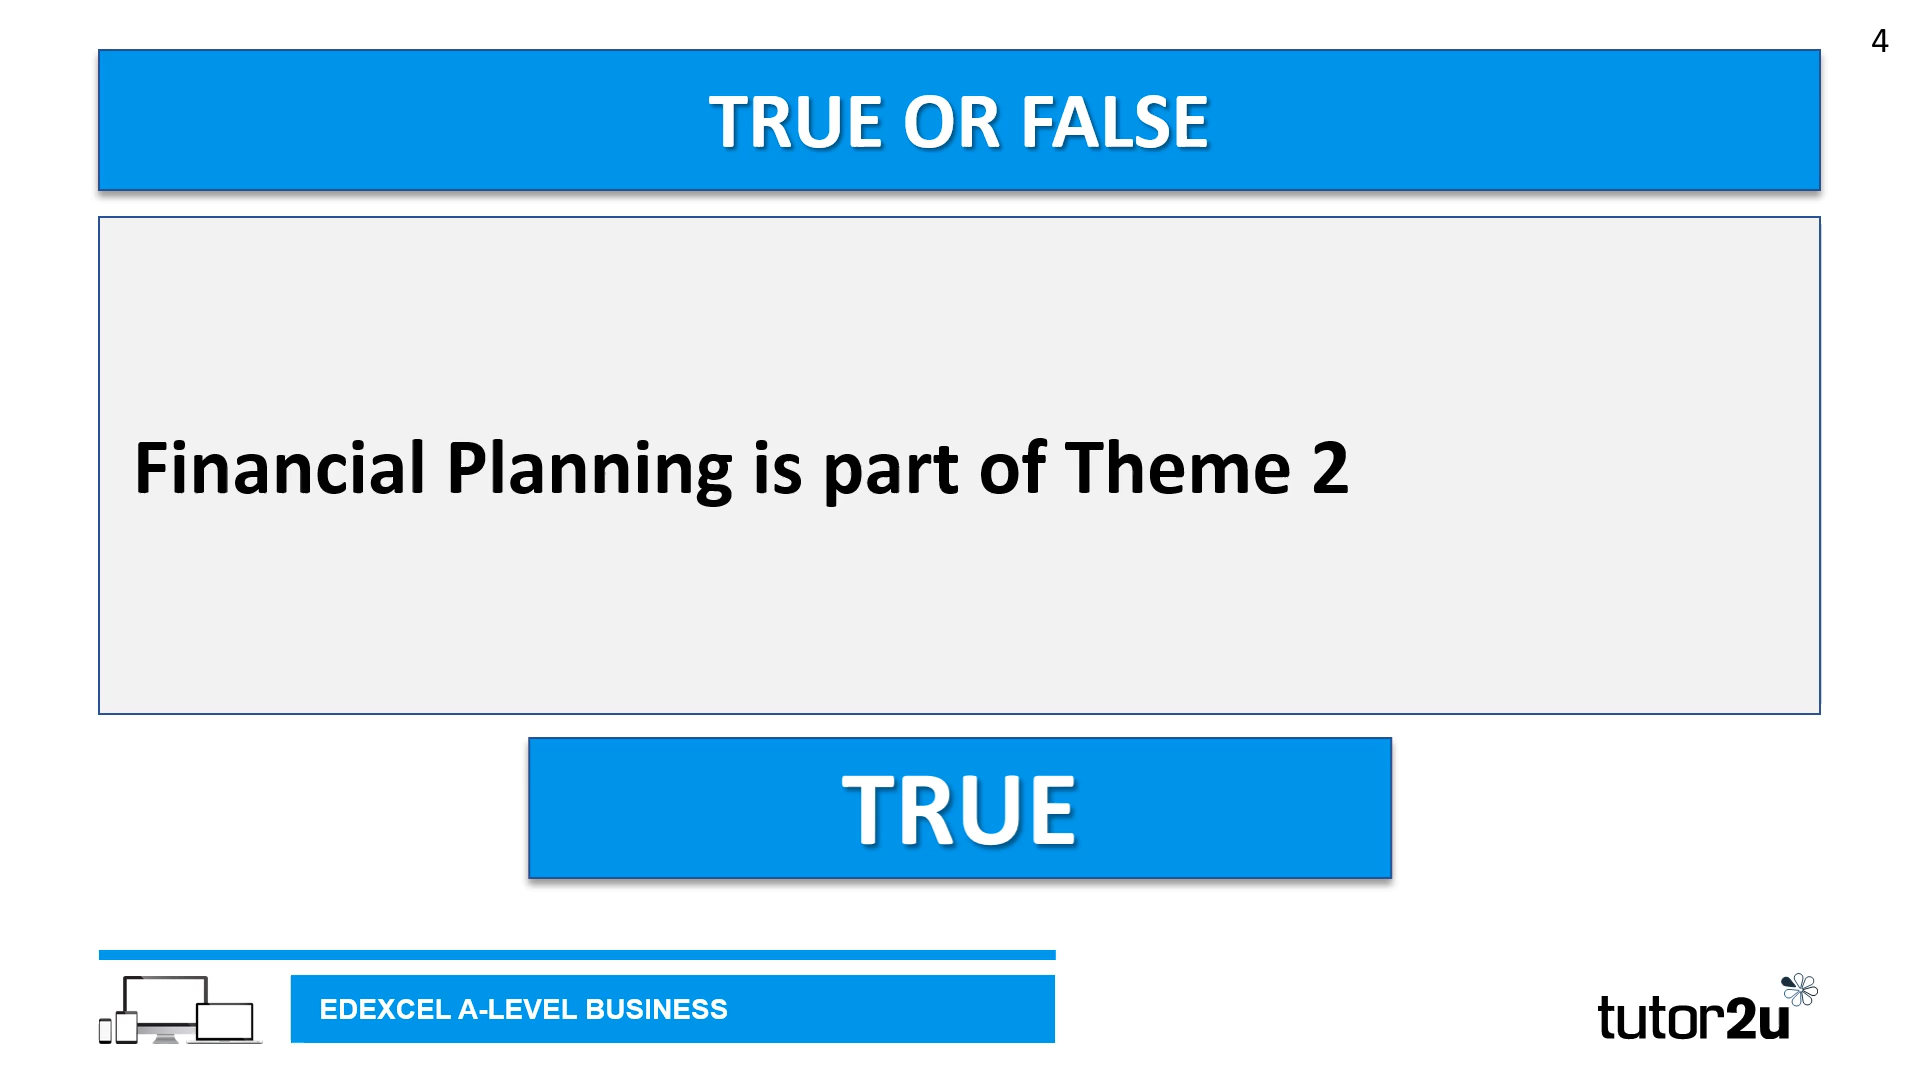 4
TRUE OR FALSE
Financial Planning is part of Theme 2
TRUE
EDEXCEL A-LEVEL BUSINESS
tutor2u